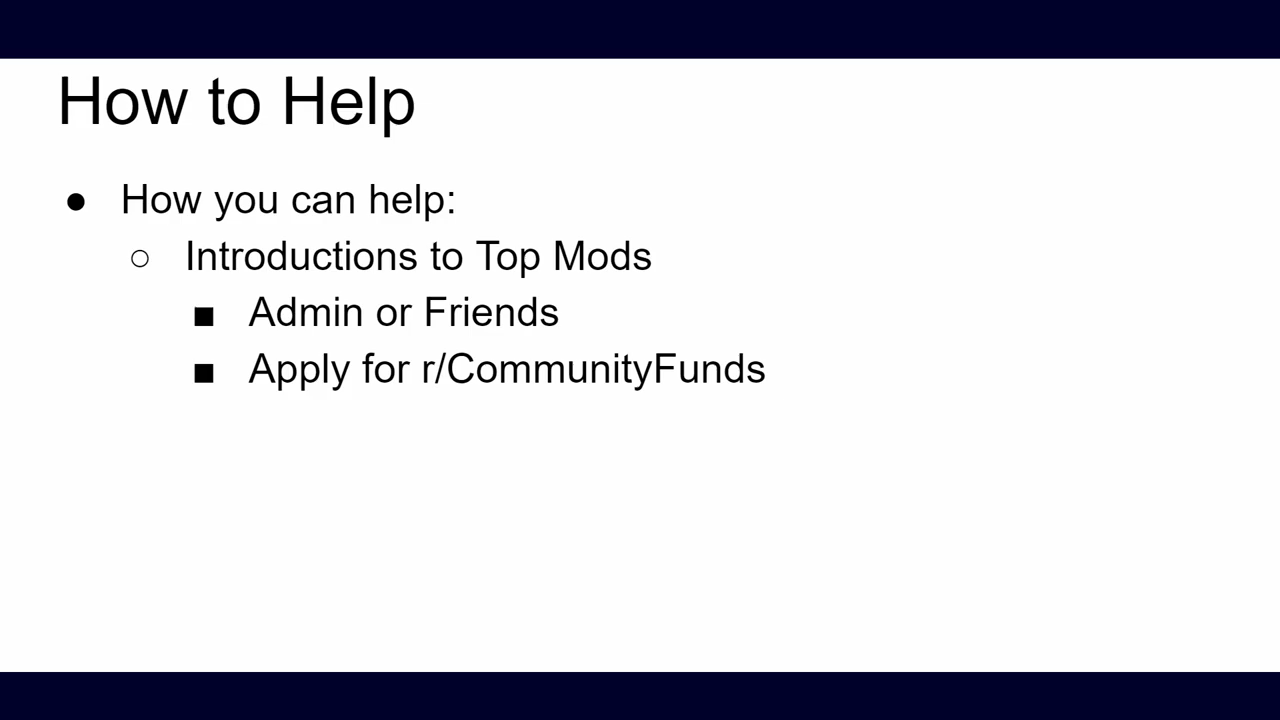 How to Help
● How you can help:
○ Introductions to Top Mods
■ Admin or Friends
■ Apply for r/CommunityFunds